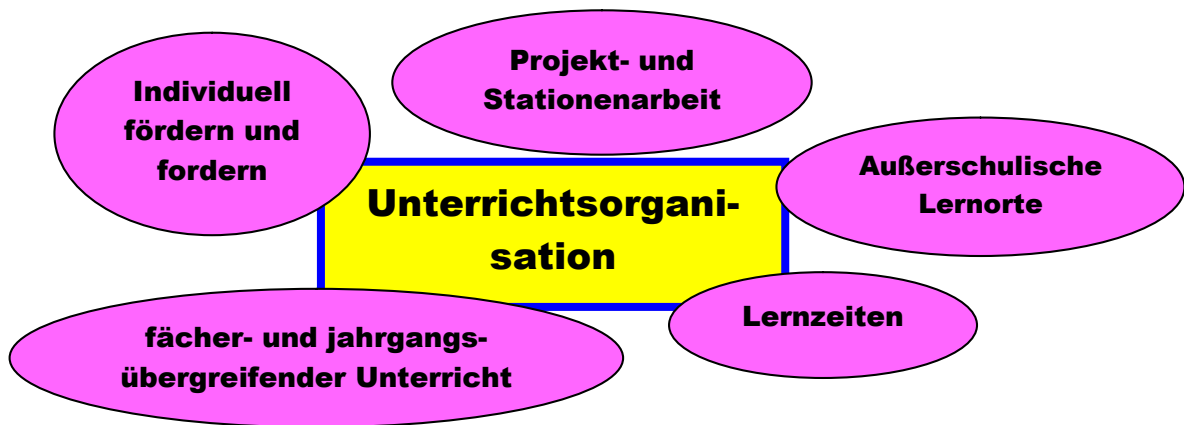 Individuell
fördern und
fordern
Projekt- und
Stationenarbeit
Außerschulische
Lernorte
Unterrichtsorgani-
sation
Lernzeiten
fächer- und jahrgangs-
übergreifender Unterricht